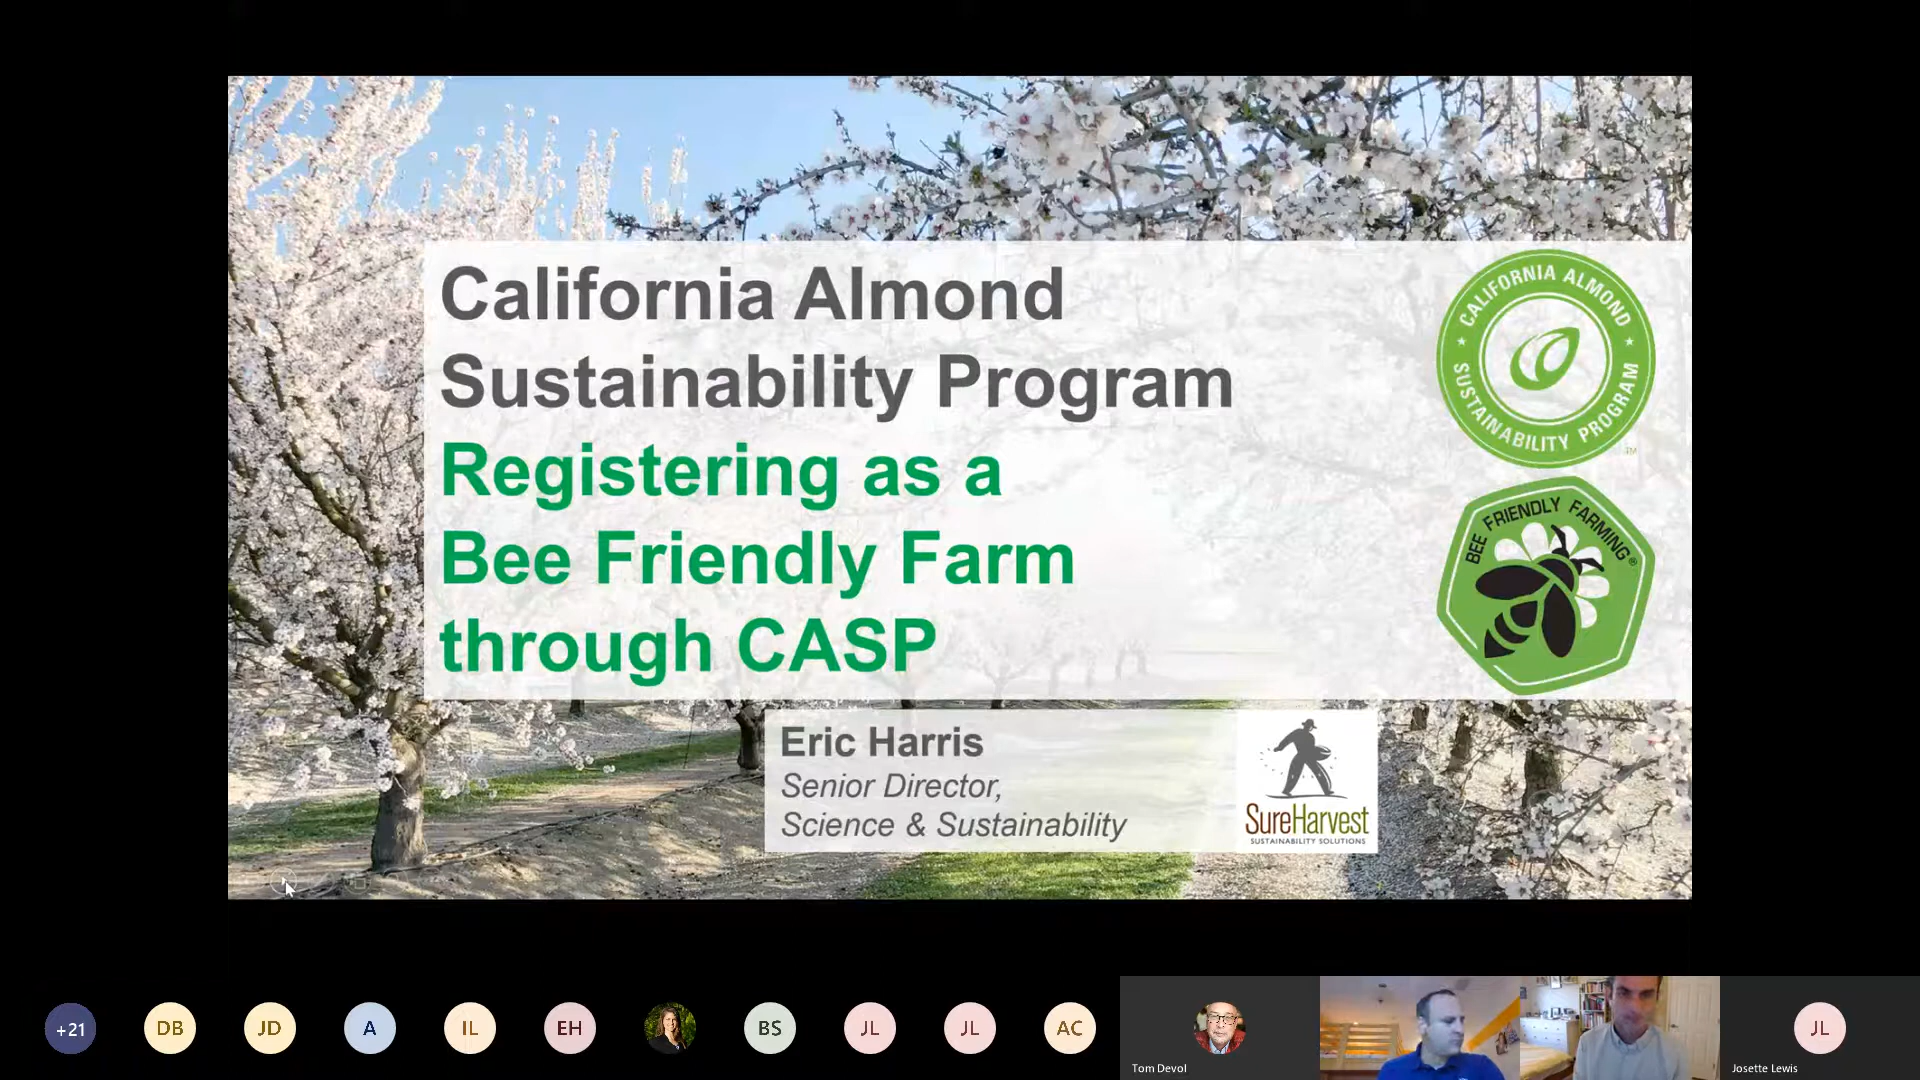 California Almond
Sustainability Program
Registering as a
Bee Friendly Farm
through CASP
CALIFORNIA ALMOND
SUSTAINABILITY PROGRAM
TM
BEE FRIENDLY FARMING®
Eric Harris
Senior Director,
Science & Sustainability
SureHarvest
SUSTAINABILITY SOLUTIONS
+21
DB
JD
A
IL
EH
BS
JL
JL
AC
Tom Devol
JL
Josette Lewis